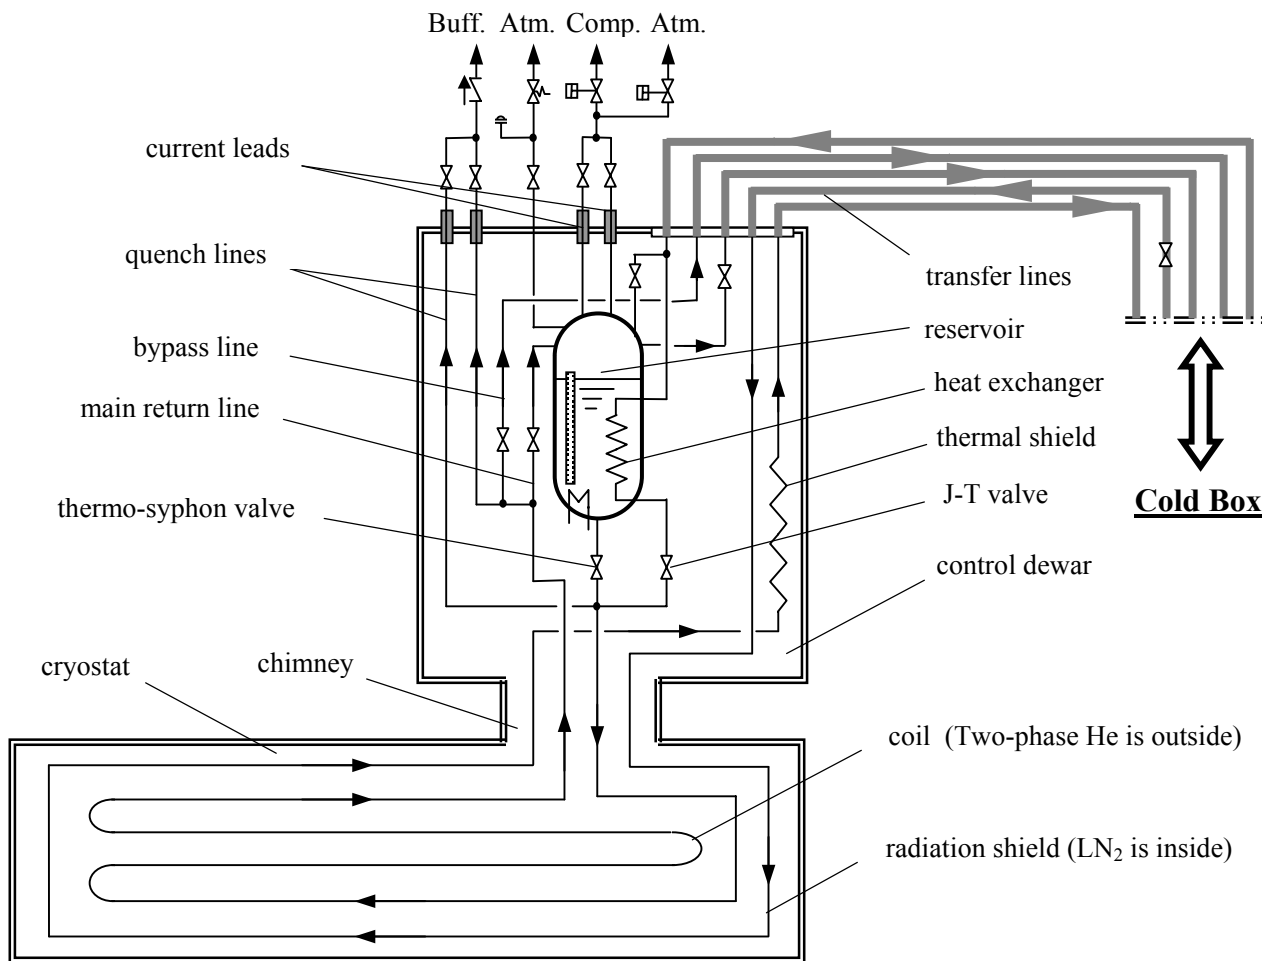 Buff. Atm. Comp. Atm.
current leads
quench lines
transfer lines
reservoir
bypass line
heat exchanger
main return line
thermal shield
J-T valve
Cold Box
thermo-syphon valve
control dewar
chimney
cryostat
coil (Two-phase He is outside)
radiation shield (LN₂ is inside)